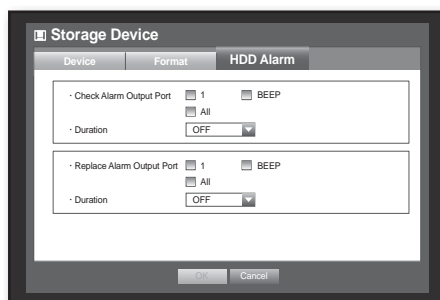 Storage Device
Device Format HDD Alarm
· Check Alarm Output Port 1 BEEP
All
· Duration OFF
· Replace Alarm Output Port 1 BEEP
All
· Duration OFF
OK Cancel